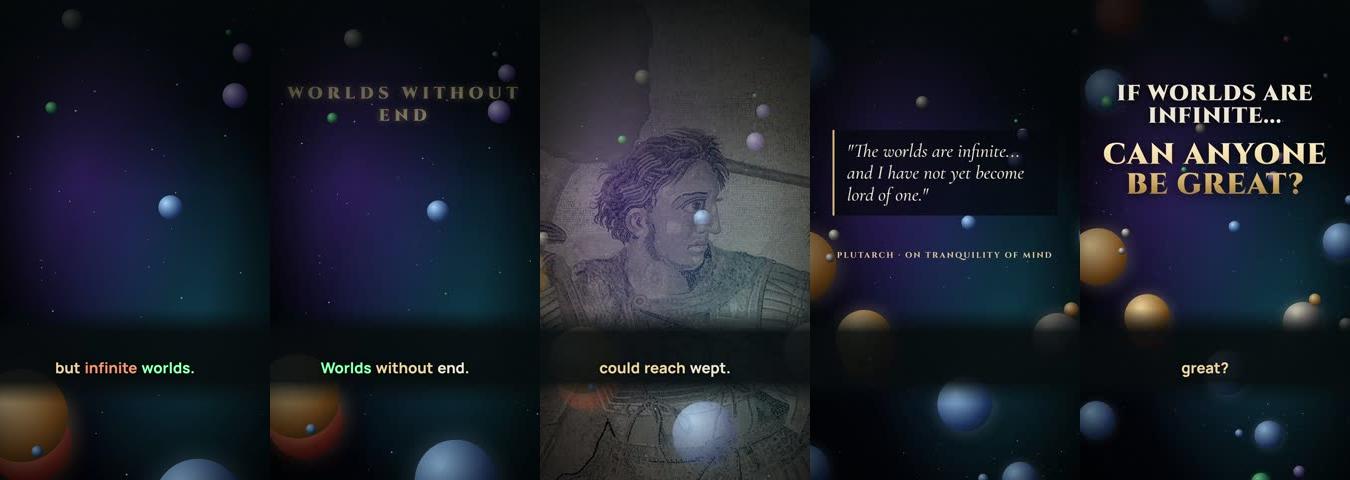 but infinite worlds.
WORLDS WITHOUT
END
Worlds without end.
could reach wept.
"The worlds are infinite...
and I have not yet become
lord of one."
PLUTARCH · ON TRANQUILITY OF MIND
IF WORLDS ARE
INFINITE...
CAN ANYONE
BE GREAT?
great?